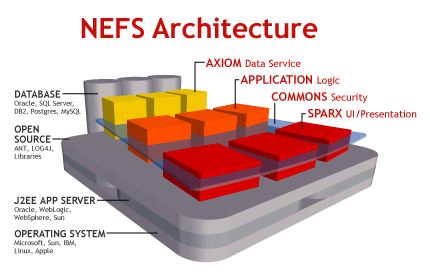 NEFS Architecture
AXIOM Data Service
APPLICATION Logic
COMMONS Security
SPARX UI/Presentation
DATABASE
Oracle, SQL Server,
DB2, Postgres, MySQL
OPEN
SOURCE
ANT, LOG4J,
Libraries
J2EE APP SERVER
Oracle, WebLogic,
WebSphere, Sun
OPERATING SYSTEM
Microsoft, Sun, IBM,
Linux, Apple